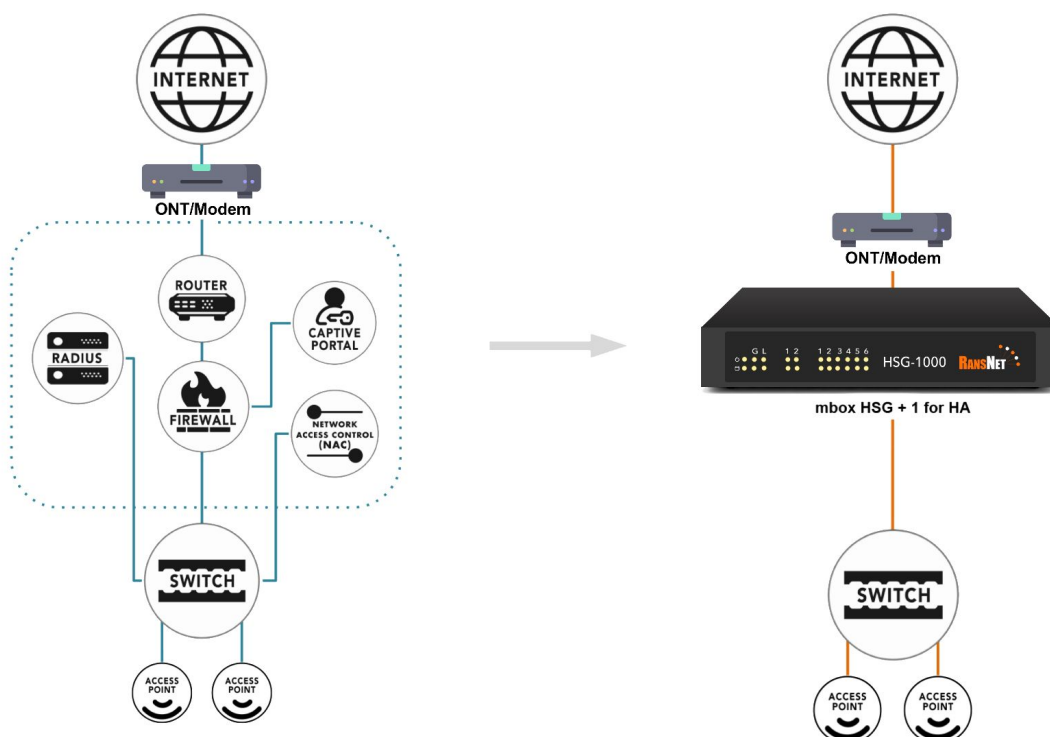 INTERNET
ONT/Modem
ROUTER
RADIUS
CAPTIVE
PORTAL
FIREWALL
NETWORK
ACCESS CONTROL
(NAC)
SWITCH
ACCESS
POINT
ACCESS
POINT
INTERNET
ONT/Modem
G L 1 2 1 2 3 4 5 6
HSG-1000 RANSNET
mbox HSG + 1 for HA
SWITCH
ACCESS
POINT
ACCESS
POINT